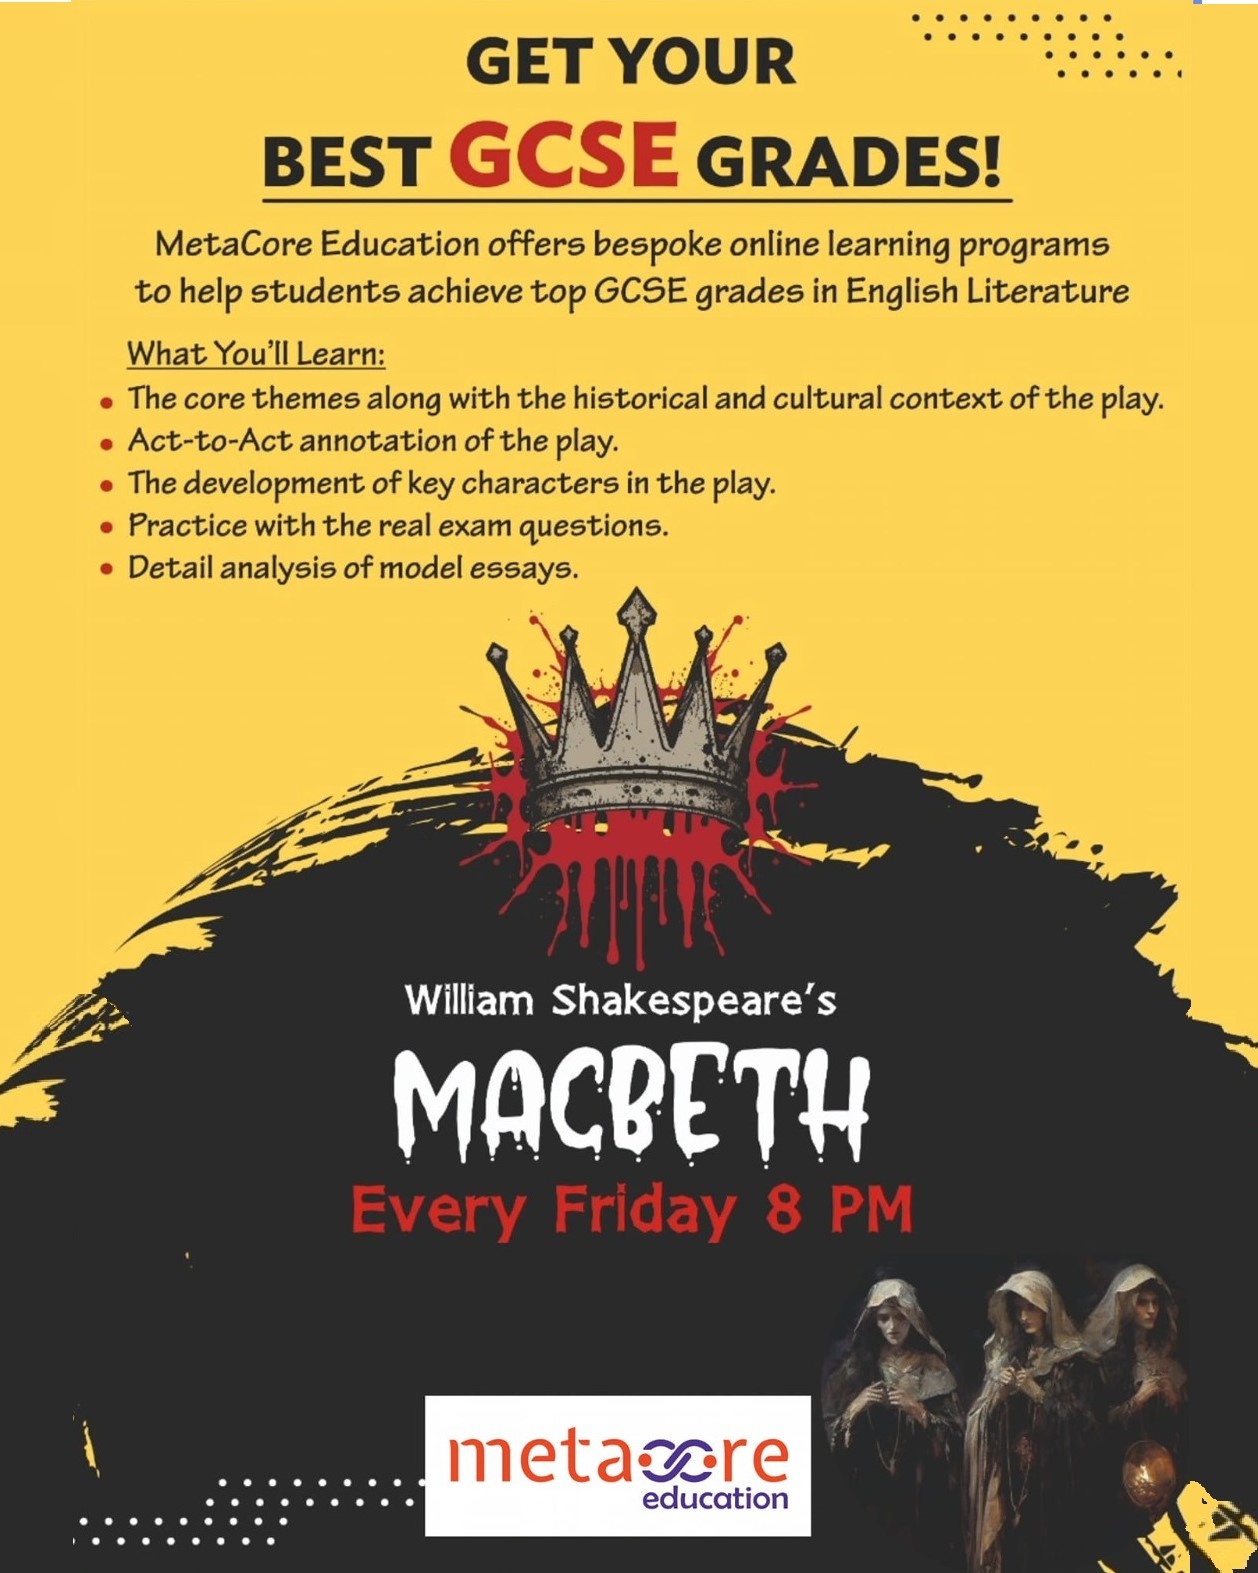 GET YOUR
BEST GCSE GRADES!
MetaCore Education offers bespoke online learning programs
to help students achieve top GCSE grades in English Literature
What You'll Learn:
• The core themes along with the historical and cultural context of the play.
• Act-to-Act annotation of the play.
• The development of key characters in the play.
• Practice with the real exam questions.
• Detail analysis of model essays.
William Shakespeare's
MACBETH
Every Friday 8 PM
metacore
education